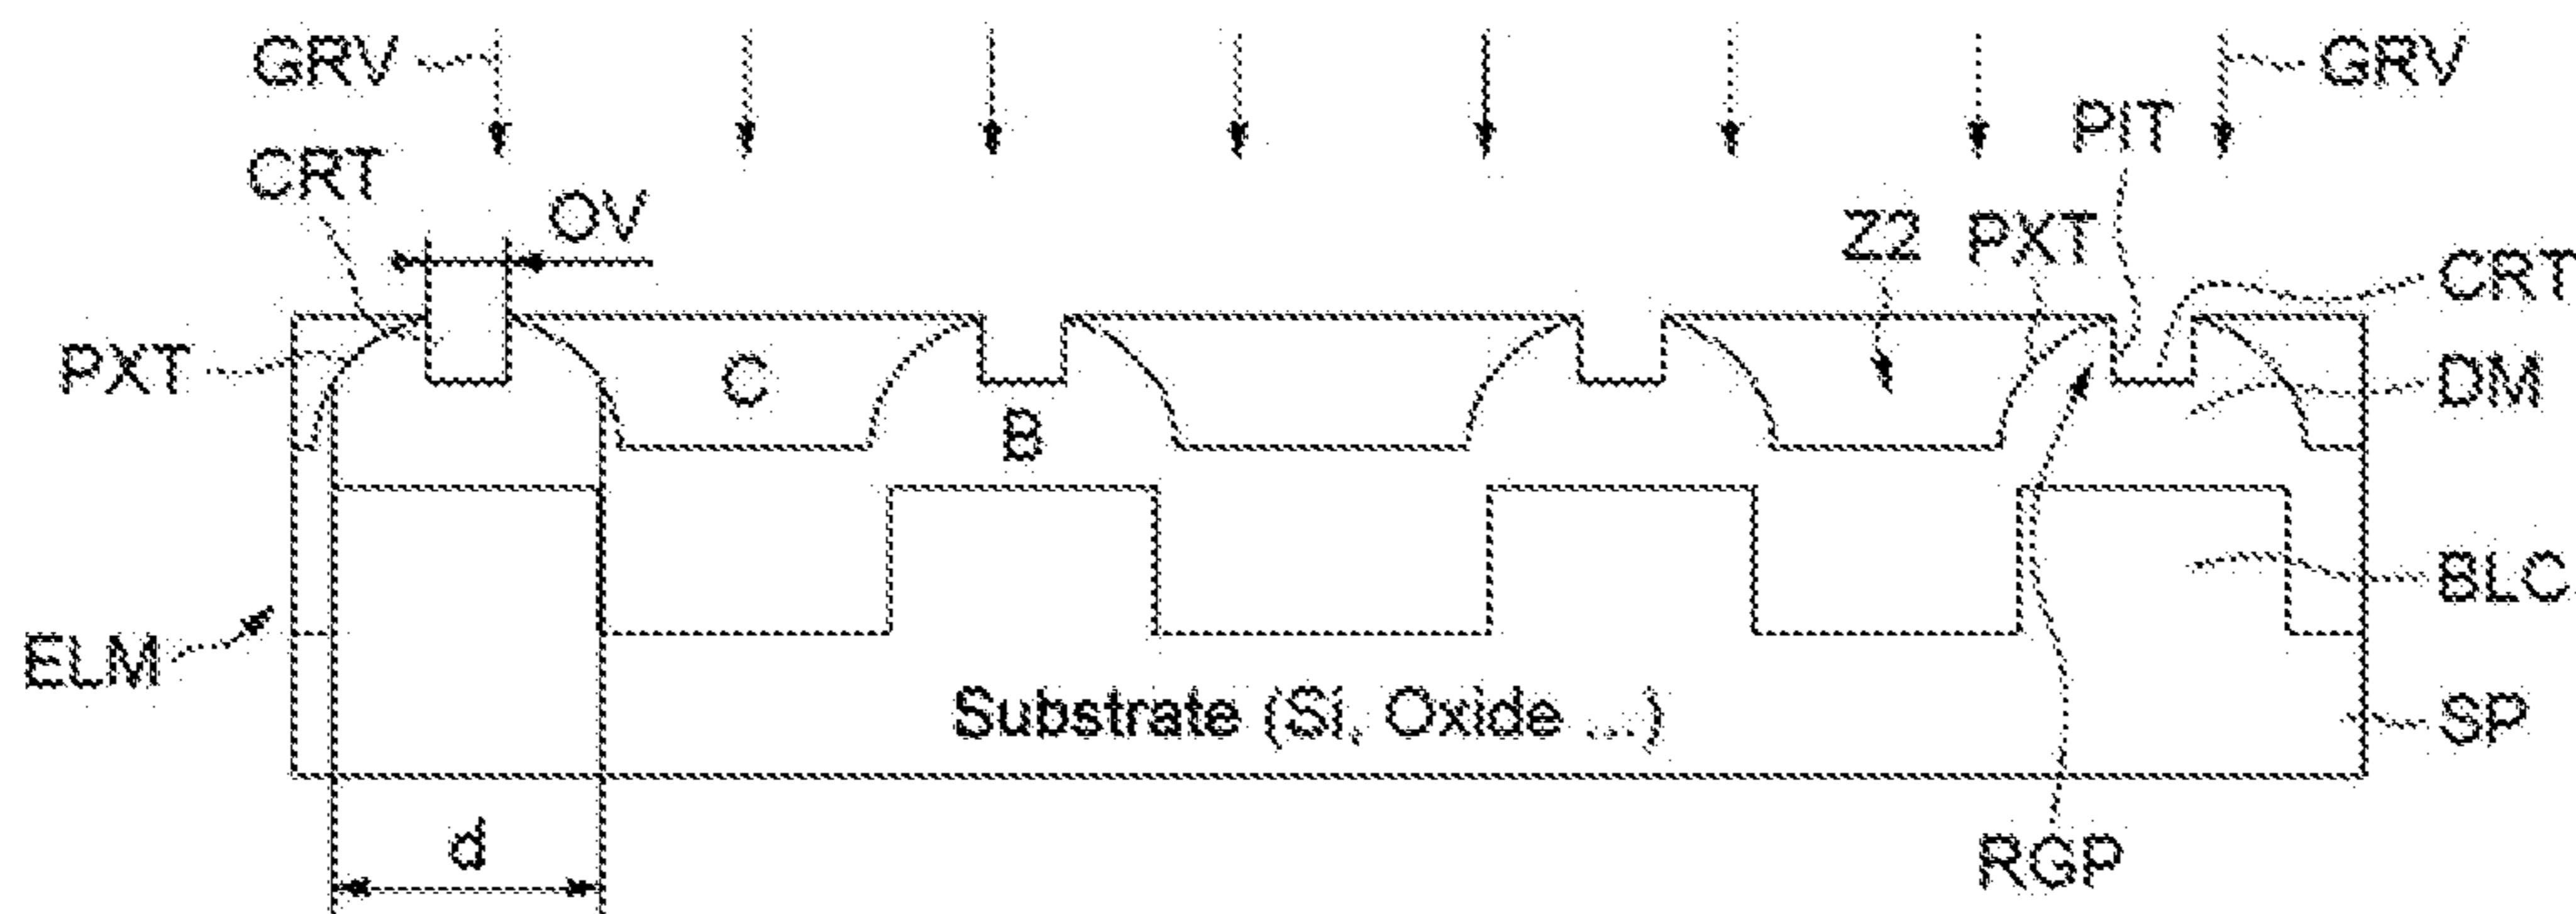 GRV
GRV
PIT
CRT
OV
Z2
PXT
CRT
PXT
C
DM
B
BLC
ELM
Substrate (Si, Oxide ...)
SP
d
RGP